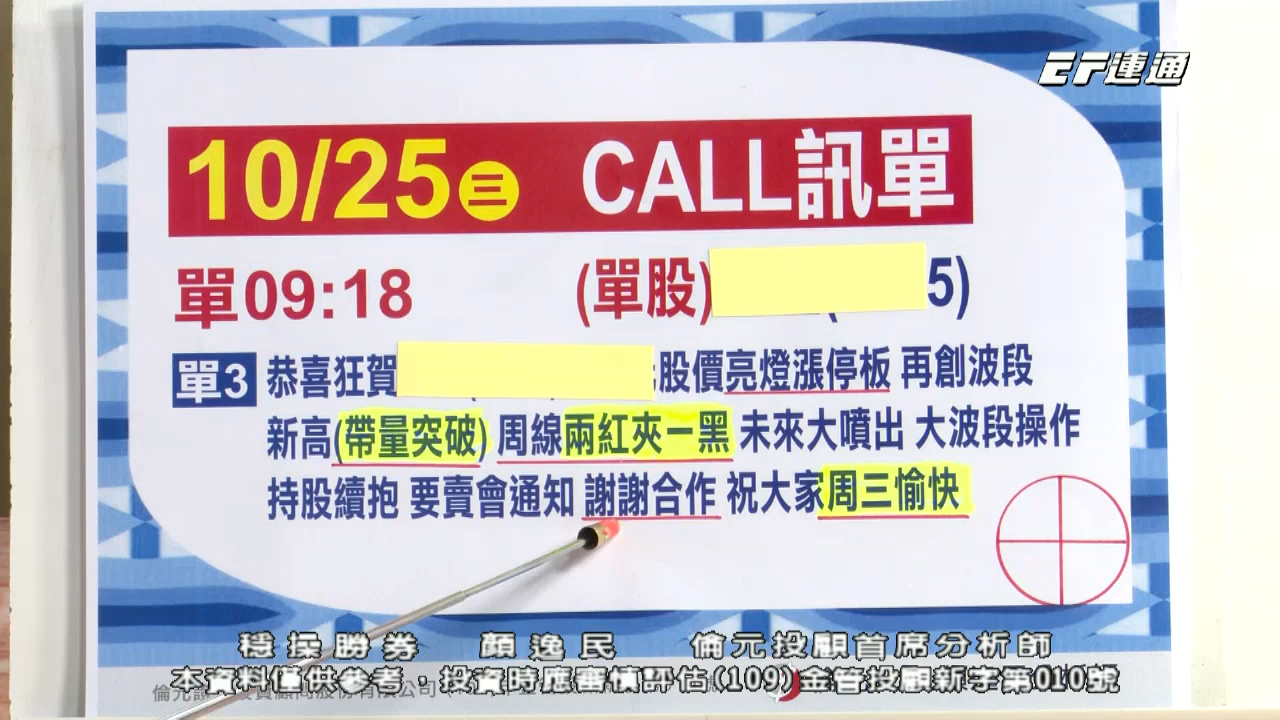 EF運通
10/25㊂ CALL訊單
單09:18 (單股) 5)
單3 恭喜狂賀 股價亮燈漲停板 再創波段
新高(帶量突破) 周線兩紅夾一黑 未來大噴出 大波段操作
持股續抱 要賣會通知 謝謝合作 祝大家周三愉快
穩操勝券 顏逸民 倫元投顧首席分析師
本資料僅供參考，投資時應審慎評估(109)金管投顧新字第010號